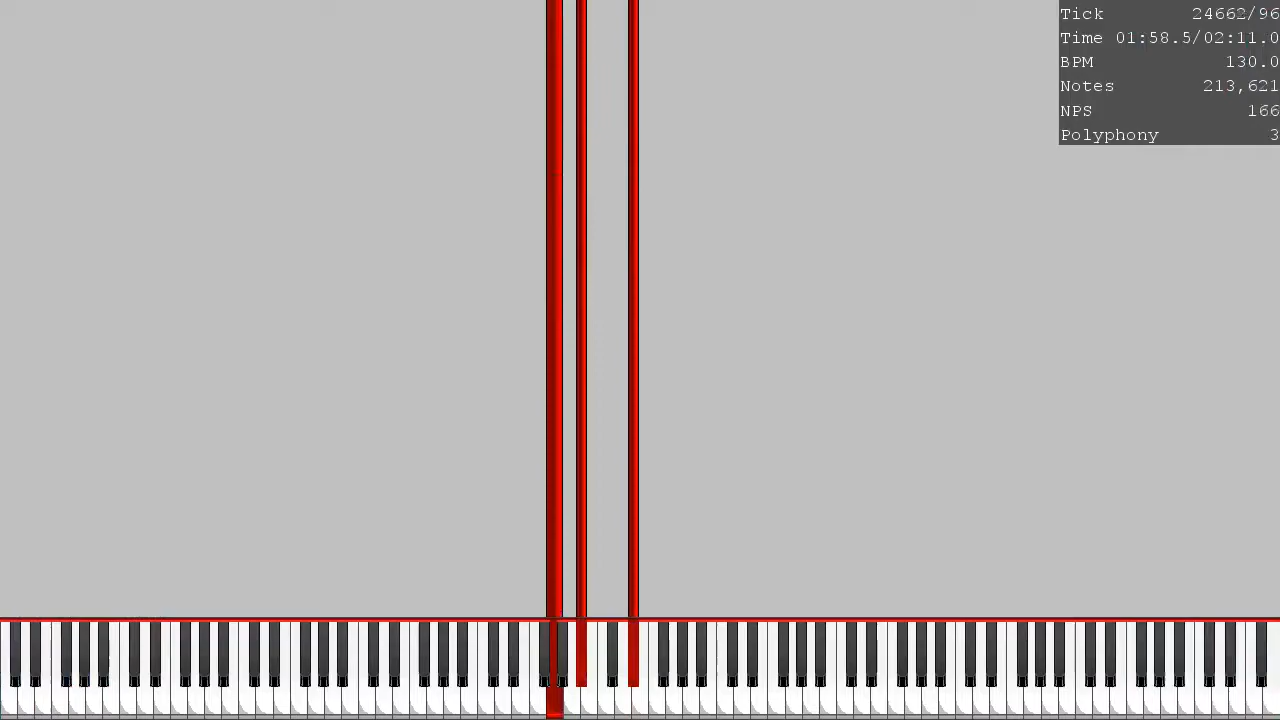 Tick 24662/96
Time 01:58.5/02:11.0
BPM 130.0
Notes 213,621
NPS 166
Polyphony 3